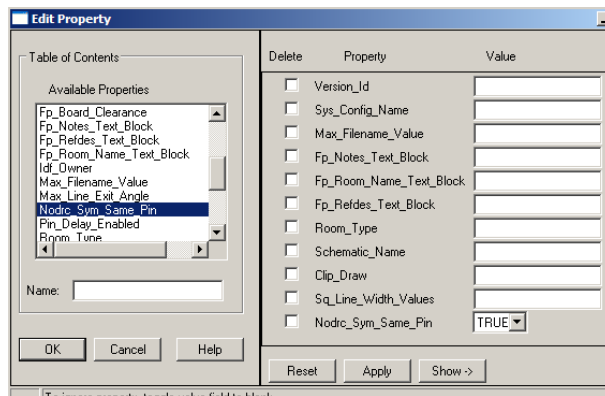 Edit Property
Table of Contents
Available Properties
Fp_Board_Clearance
Fp_Notes_Text_Block
Fp_Refdes_Text_Block
Fp_Room_Name_Text_Block
Idf_Owner
Max_Filename_Value
Max_Line_Exit_Angle
Nodrc_Sym_Same_Pin
Pin_Delay_Enabled
Room_Type
Name:
OK Cancel Help
Delete Property Value
Version_Id
Sys_Config_Name
Max_Filename_Value
Fp_Notes_Text_Block
Fp_Room_Name_Text_Block
Fp_Refdes_Text_Block
Room_Type
Schematic_Name
Clip_Draw
Sq_Line_Width_Values
Nodrc_Sym_Same_Pin TRUE
Reset Apply Show ->